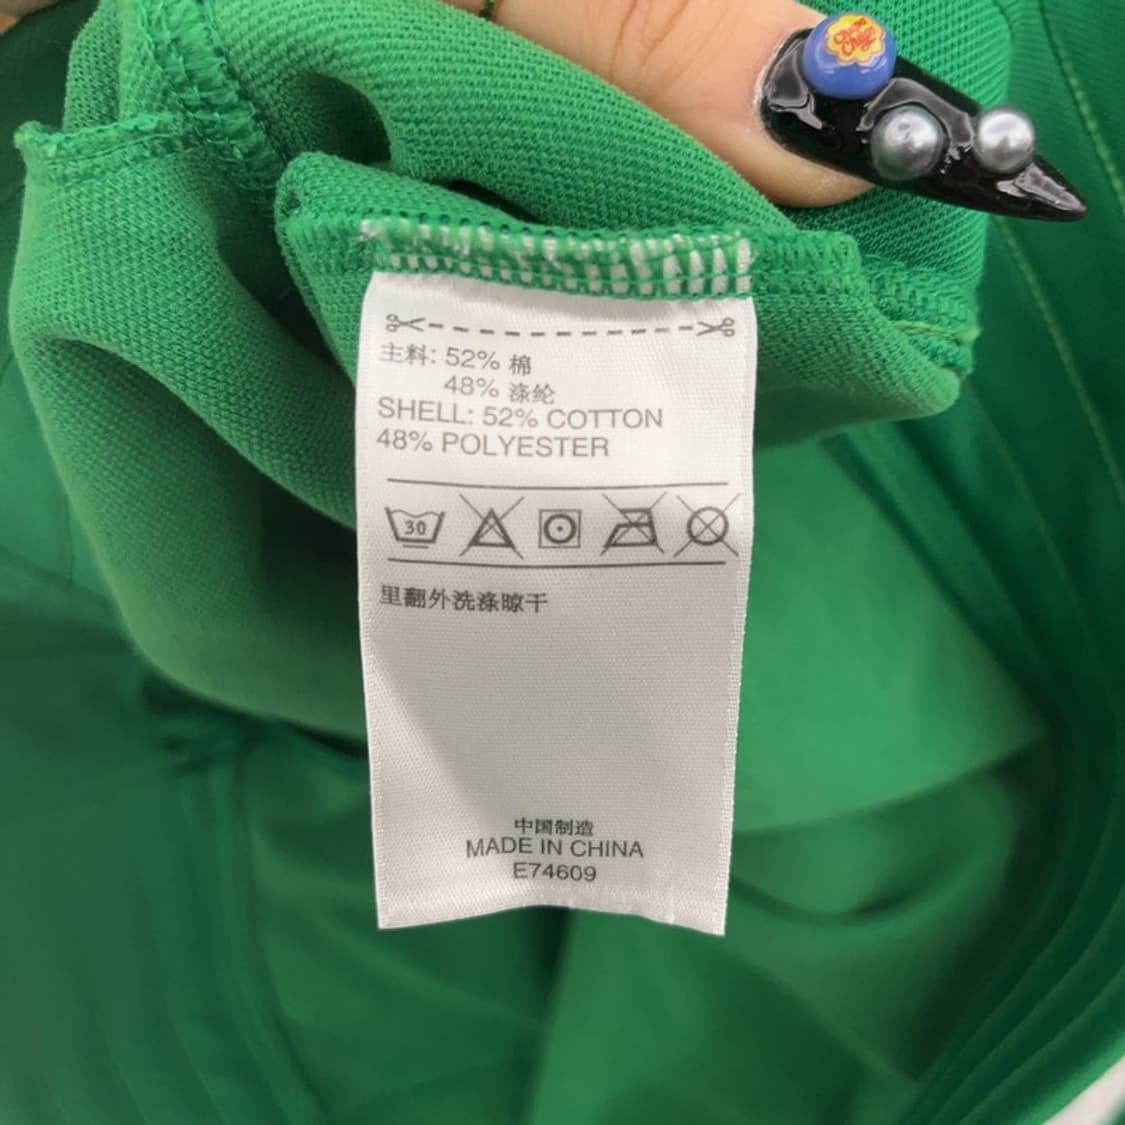 主料: 52% 棉
48% 涤纶
SHELL: 52% COTTON
48% POLYESTER
30
里翻外洗涤晾干
中国制造
MADE IN CHINA
E74609